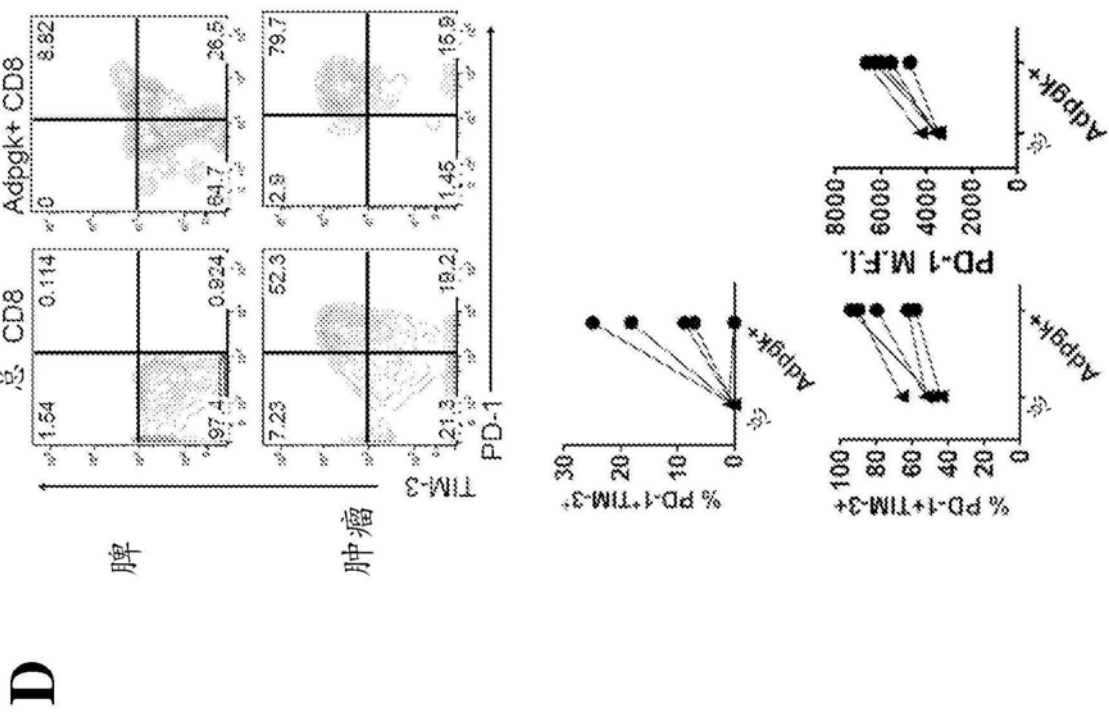 D
总 CD8
Adpgk+ CD8
脾
1.54
0.114
0
8.82
97.4
0.924
64.7
26.5
肿瘤
7.23
52.3
2.9
79.7
21.3
19.2
1.45
15.9
TIM-3
PD-1
% PD-1+TIM-3+
30
20
10
0
总
Adpgk+
% PD-1+TIM-3+
100
80
60
40
20
0
总
Adpgk+
PD-1 M.F.I.
8000
6000
4000
2000
0
总
Adpgk+